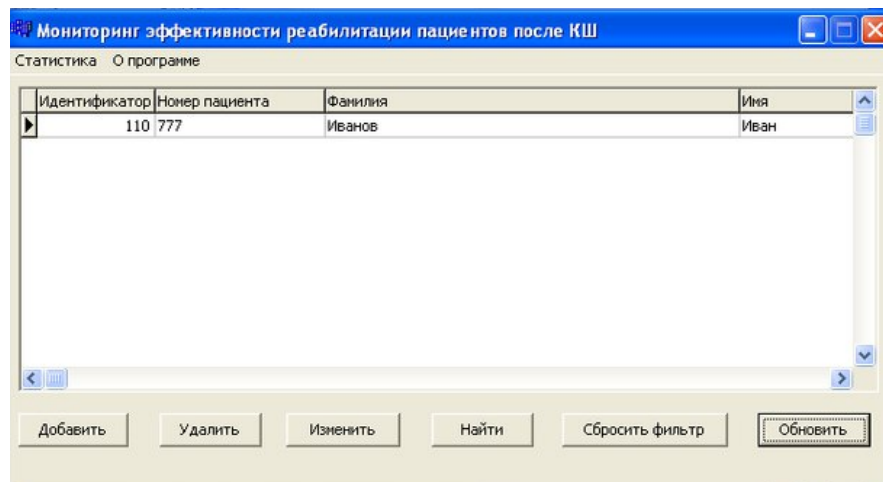 Мониторинг эффективности реабилитации пациентов после КШ
Статистика О программе
Идентификатор Номер пациента Фамилия Имя
110 777 Иванов Иван
Добавить Удалить Изменить Найти Сбросить фильтр Обновить